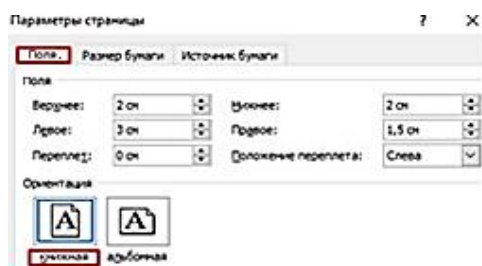 Параметры страницы ? ×
Поля. Размер бумаги Источник бумаги
Поля
Верхнее: 2 см Нижнее: 2 см
Левое: 3 см Правое: 1,5 см
Переплет: 0 см Положение переплета: Слева
Ориентация
A A
книжная альбомная